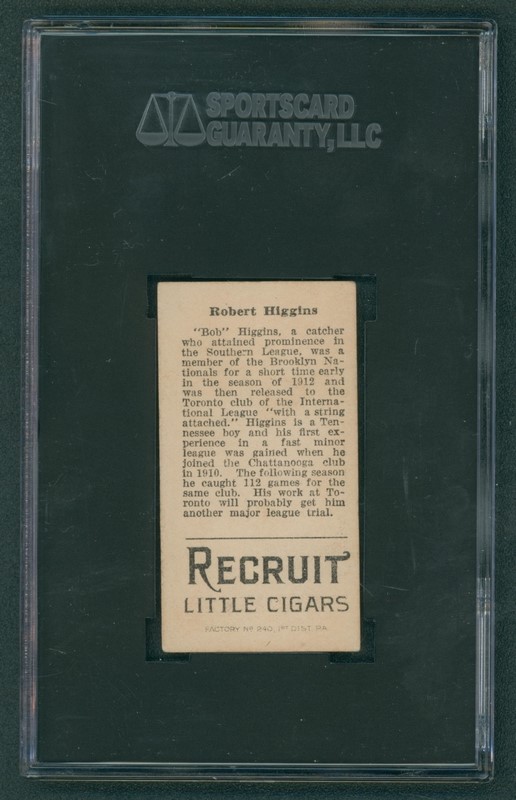 SPORTSCARD
GUARANTY, LLC
Robert Higgins
"Bob" Higgins, a catcher
who attained prominence in
the Southern League, was a
member of the Brooklyn Na-
tionals for a short time early
in the season of 1912 and
was then released to the
Toronto club of the Interna-
tional League "with a string
attached." Higgins is a Ten-
nessee boy and his first ex-
perience in a fast minor
league was gained when he
joined the Chattanooga club
in 1910. The following season
he caught 112 games for the
same club. His work at To-
ronto will probably get him
another major league trial.
RECRUIT
LITTLE CIGARS
FACTORY Nº 240, 1ST DIST. PA.